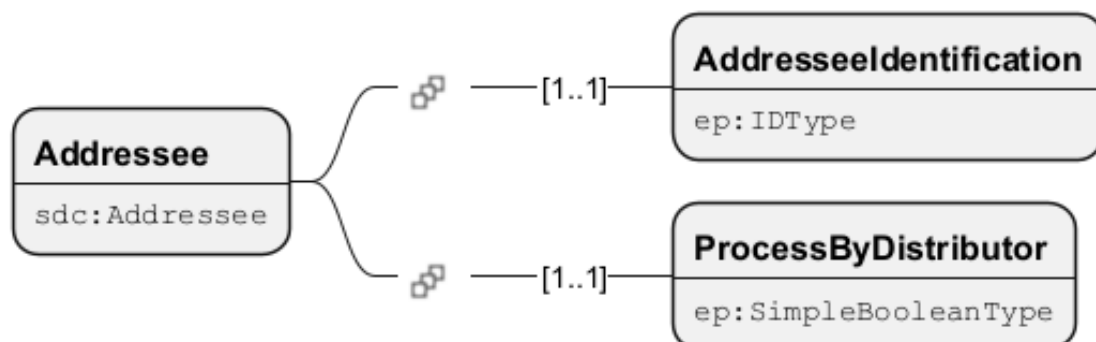 AddresseeIdentification
[1..1]
ep:IDType
Addressee
sdc:Addressee
ProcessByDistributor
[1..1]
ep:SimpleBooleanType